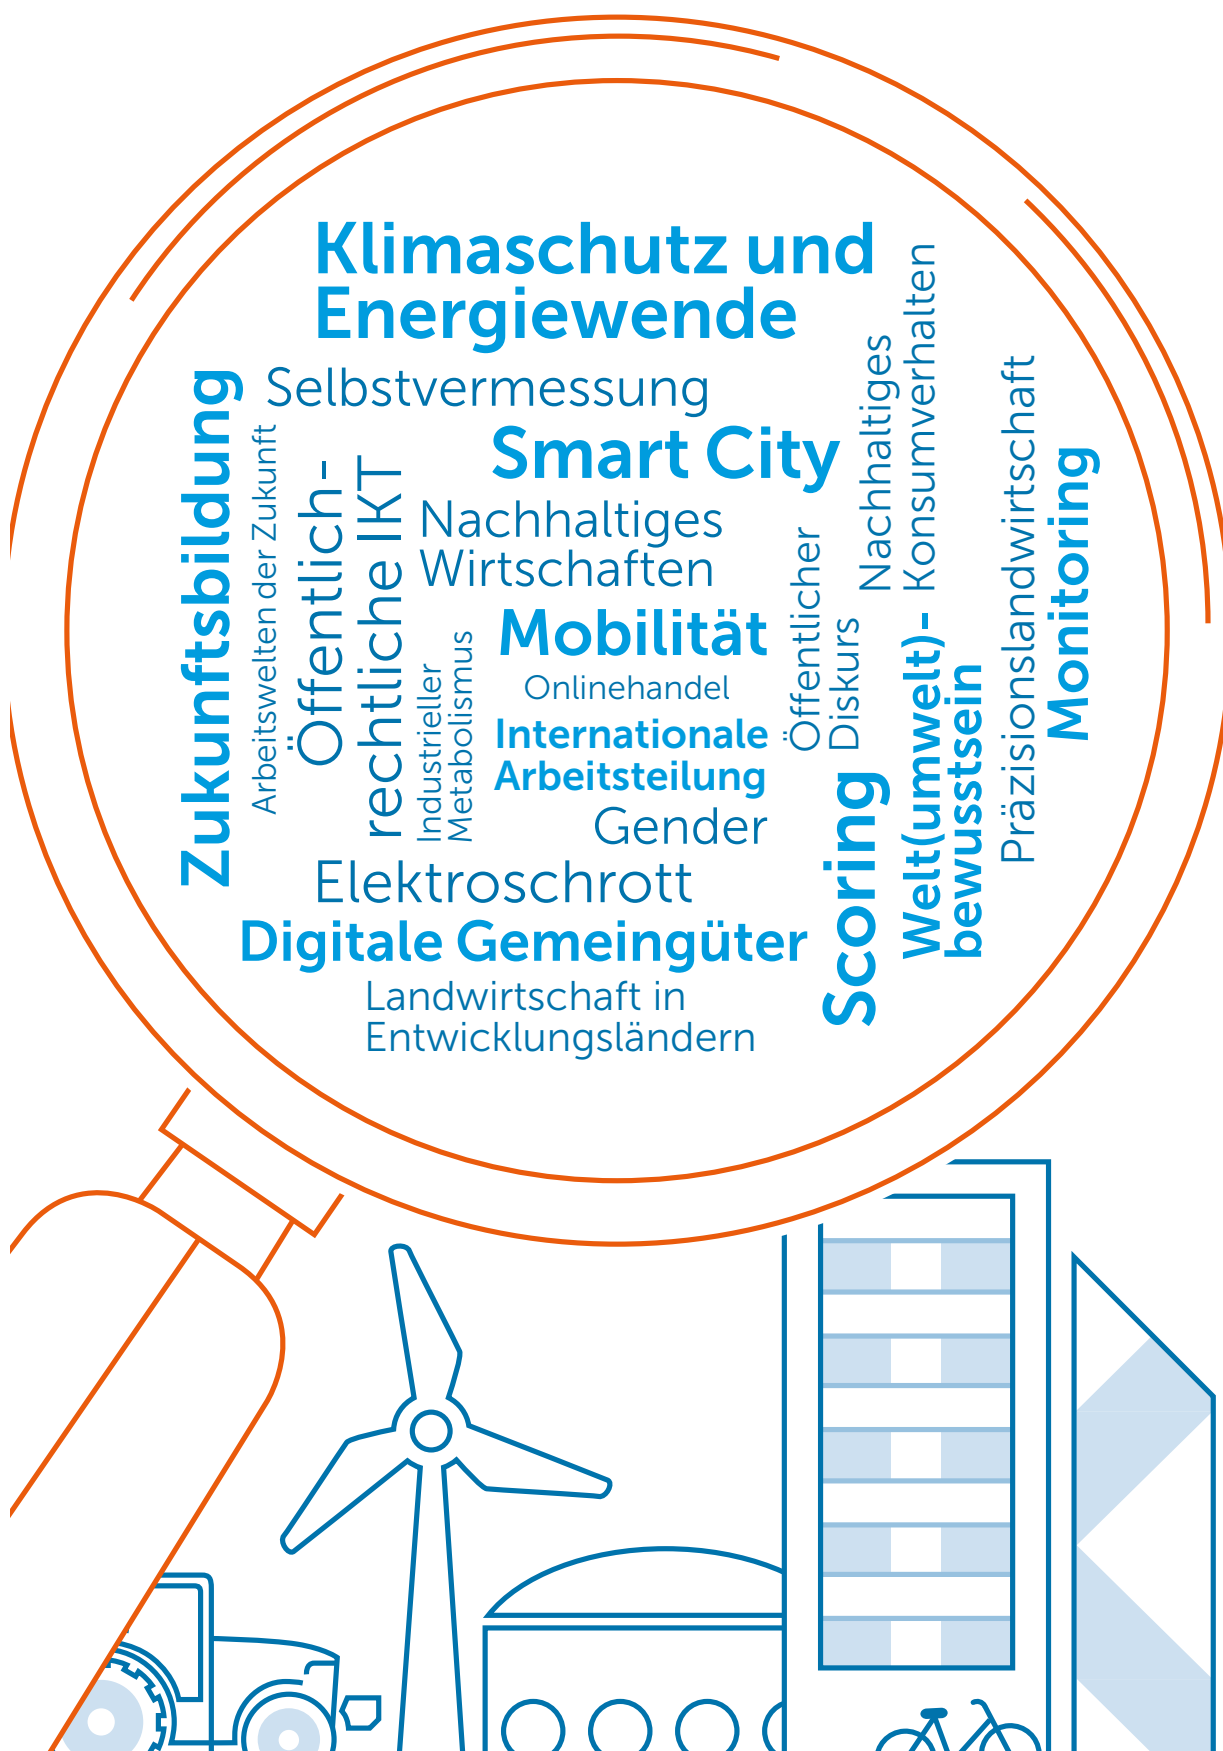 Klimaschutz und
Energiewende
Selbstvermessung
Smart City
Nachhaltiges
Wirtschaften
Mobilität
Onlinehandel
Internationale
Arbeitsteilung
Gender
Elektroschrott
Digitale Gemeingüter
Landwirtschaft in
Entwicklungsländern
Zukunftsbildung
Arbeitswelten der Zukunft
Öffentlich-
rechtliche IKT
Industrieller
Metabolismus
Öffentlicher
Diskurs
Scoring
Nachhaltiges
Konsumverhalten
Welt(umwelt)-
bewusstsein
Präzisionslandwirtschaft
Monitoring